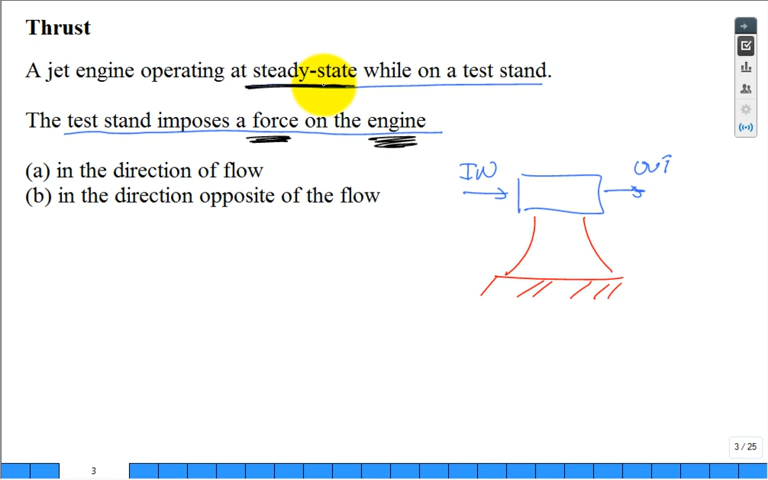 Thrust
A jet engine operating at steady-state while on a test stand.
The test stand imposes a force on the engine
(a) in the direction of flow
(b) in the direction opposite of the flow
IN
OUT
3 / 25
3